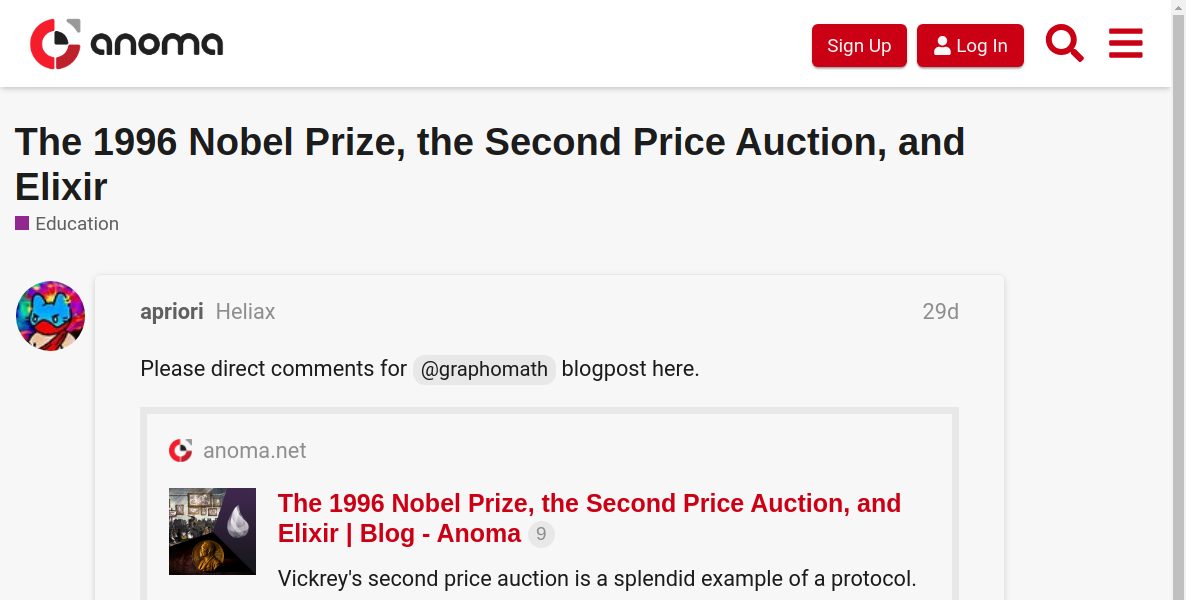 anoma
Sign Up
Log In
The 1996 Nobel Prize, the Second Price Auction, and
Elixir
Education
apriori Heliax 29d
Please direct comments for @graphomath blogpost here.
anoma.net
The 1996 Nobel Prize, the Second Price Auction, and
Elixir | Blog - Anoma 9
Vickrey's second price auction is a splendid example of a protocol.